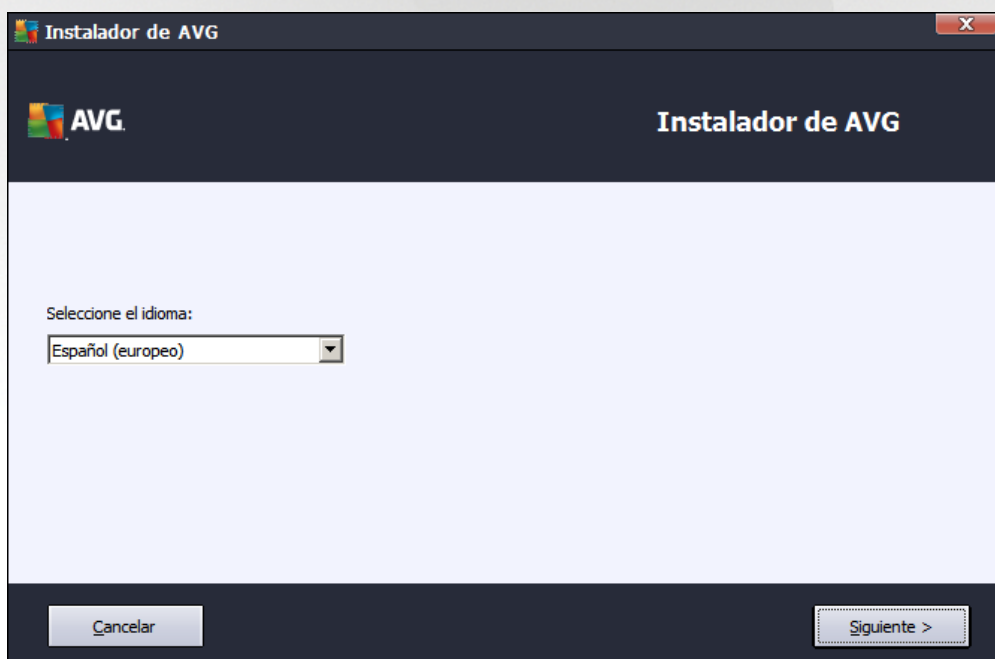 Instalador de AVG
X
AVG.
Instalador de AVG
Seleccione el idioma:
Español (europeo)
Cancelar
Siguiente >